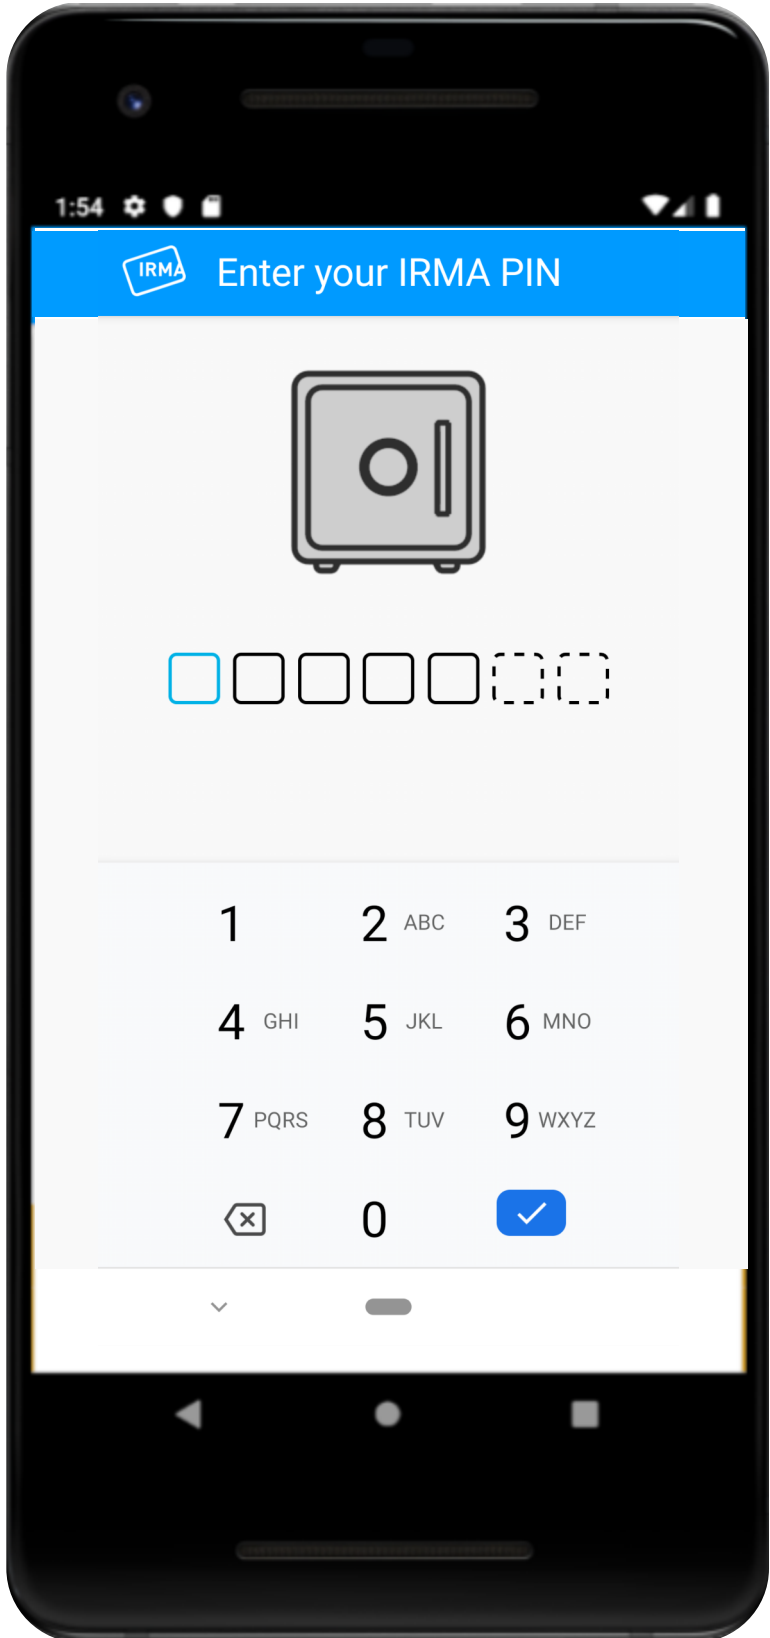 1:54
IRMA Enter your IRMA PIN
1 2 ABC 3 DEF
4 GHI 5 JKL 6 MNO
7 PQRS 8 TUV 9 WXYZ
0